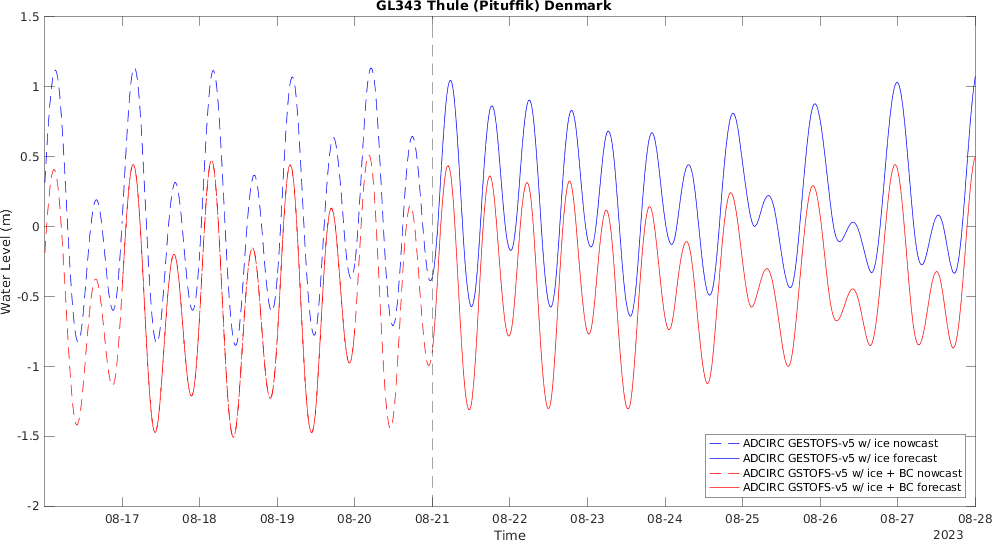 GL343 Thule (Pituffik) Denmark
1.5
1
0.5
0
-0.5
-1
-1.5
-2
Water Level (m)
ADCIRC GESTOFS-v5 w/ ice nowcast
ADCIRC GESTOFS-v5 w/ ice forecast
ADCIRC GSTOFS-v5 w/ ice + BC nowcast
ADCIRC GSTOFS-v5 w/ ice + BC forecast
08-17 08-18 08-19 08-20 08-21 08-22 08-23 08-24 08-25 08-26 08-27 08-28
Time
2023